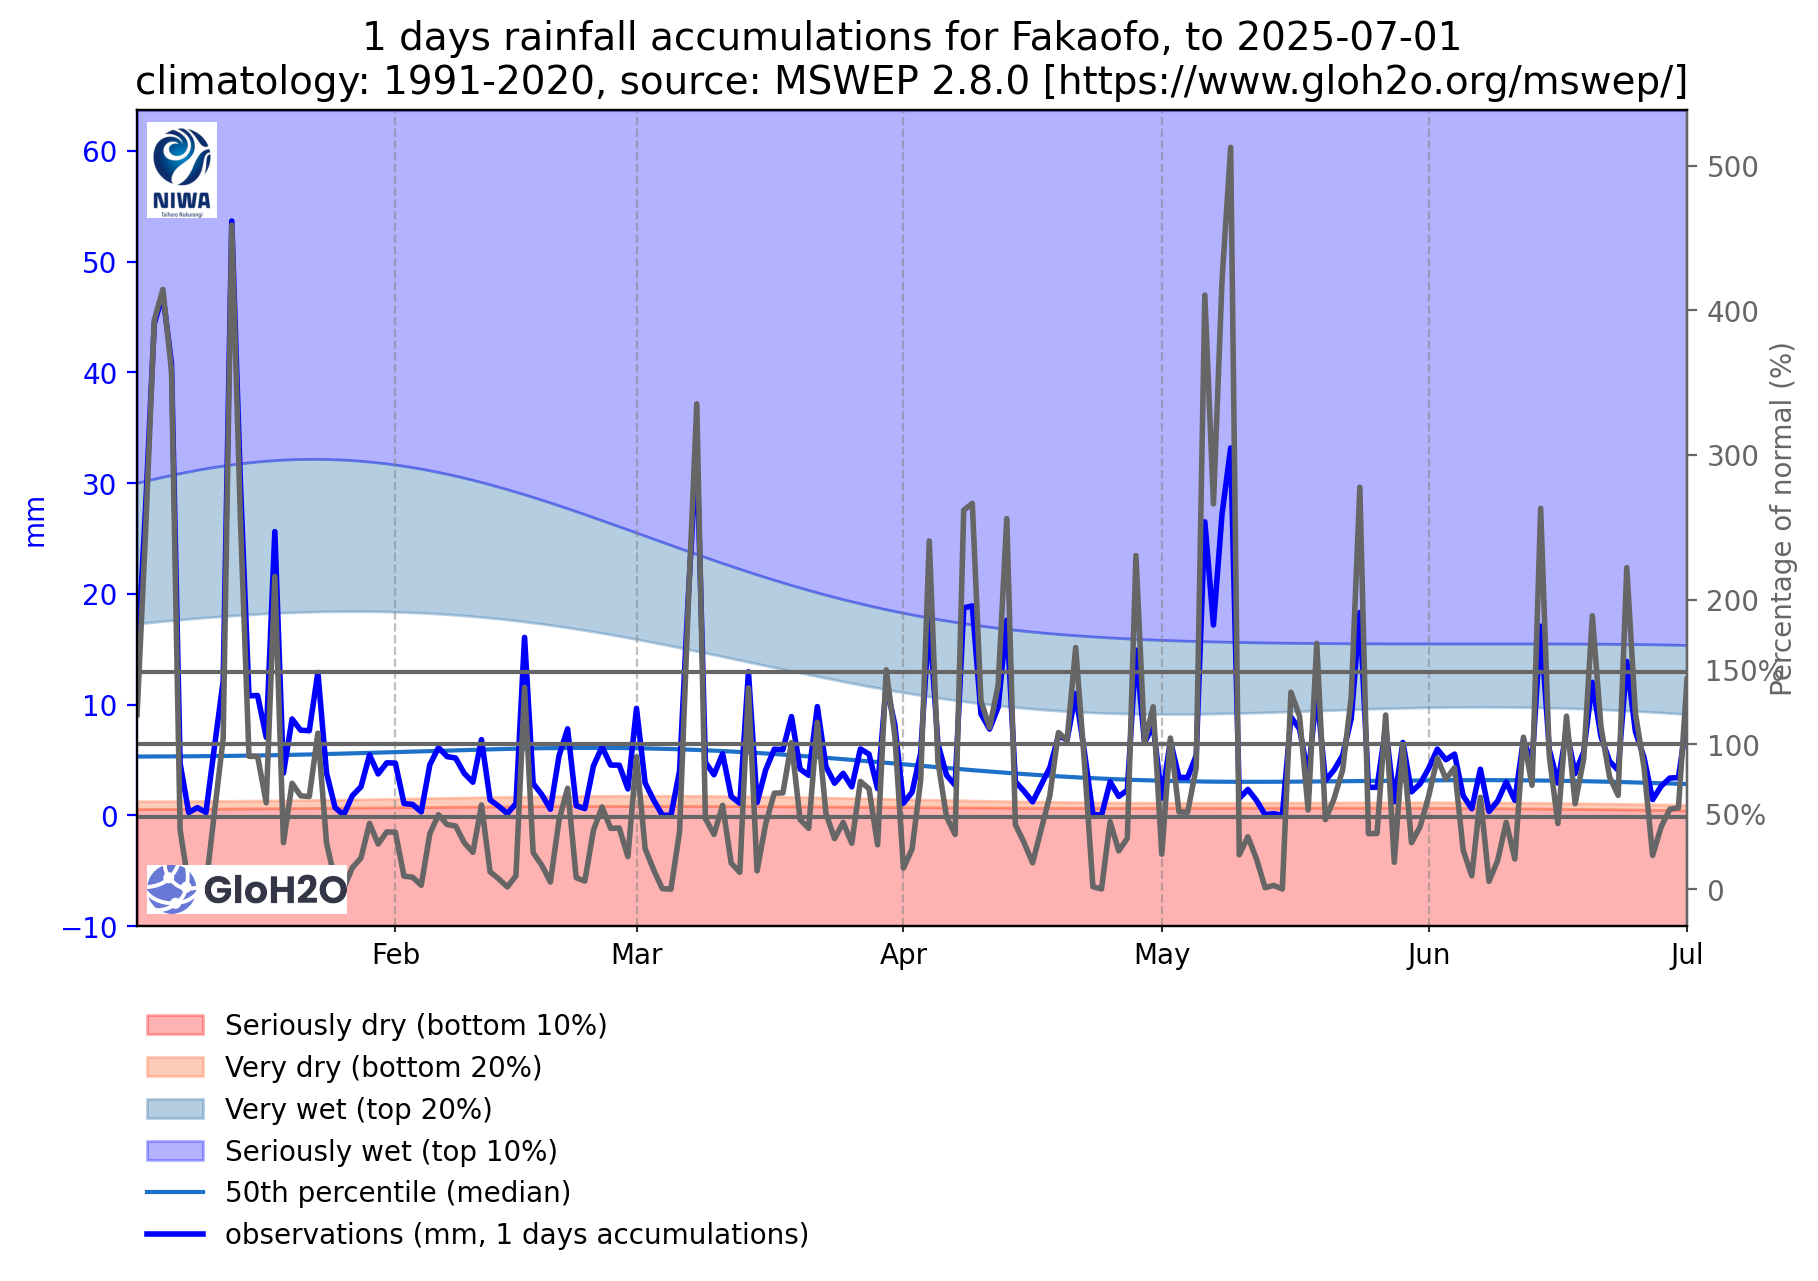 1 days rainfall accumulations for Fakaofo, to 2025-07-01
climatology: 1991-2020, source: MSWEP 2.8.0 [https://www.gloh2o.org/mswep/]
NIWA
Taihoro Nukurangi
60
50
40
30
20
10
0
−10
mm
500
400
300
200
150%
100
50%
0
Percentage of normal (%)
GloH2O
Feb
Mar
Apr
May
Jun
Jul
Seriously dry (bottom 10%)
Very dry (bottom 20%)
Very wet (top 20%)
Seriously wet (top 10%)
50th percentile (median)
observations (mm, 1 days accumulations)